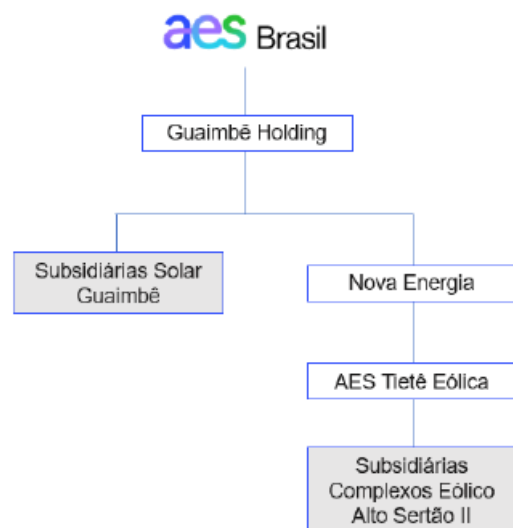 aes Brasil
Guaimbê Holding
Subsidiárias Solar
Guaimbê
Nova Energia
AES Tietê Eólica
Subsidiárias
Complexos Eólico
Alto Sertão II